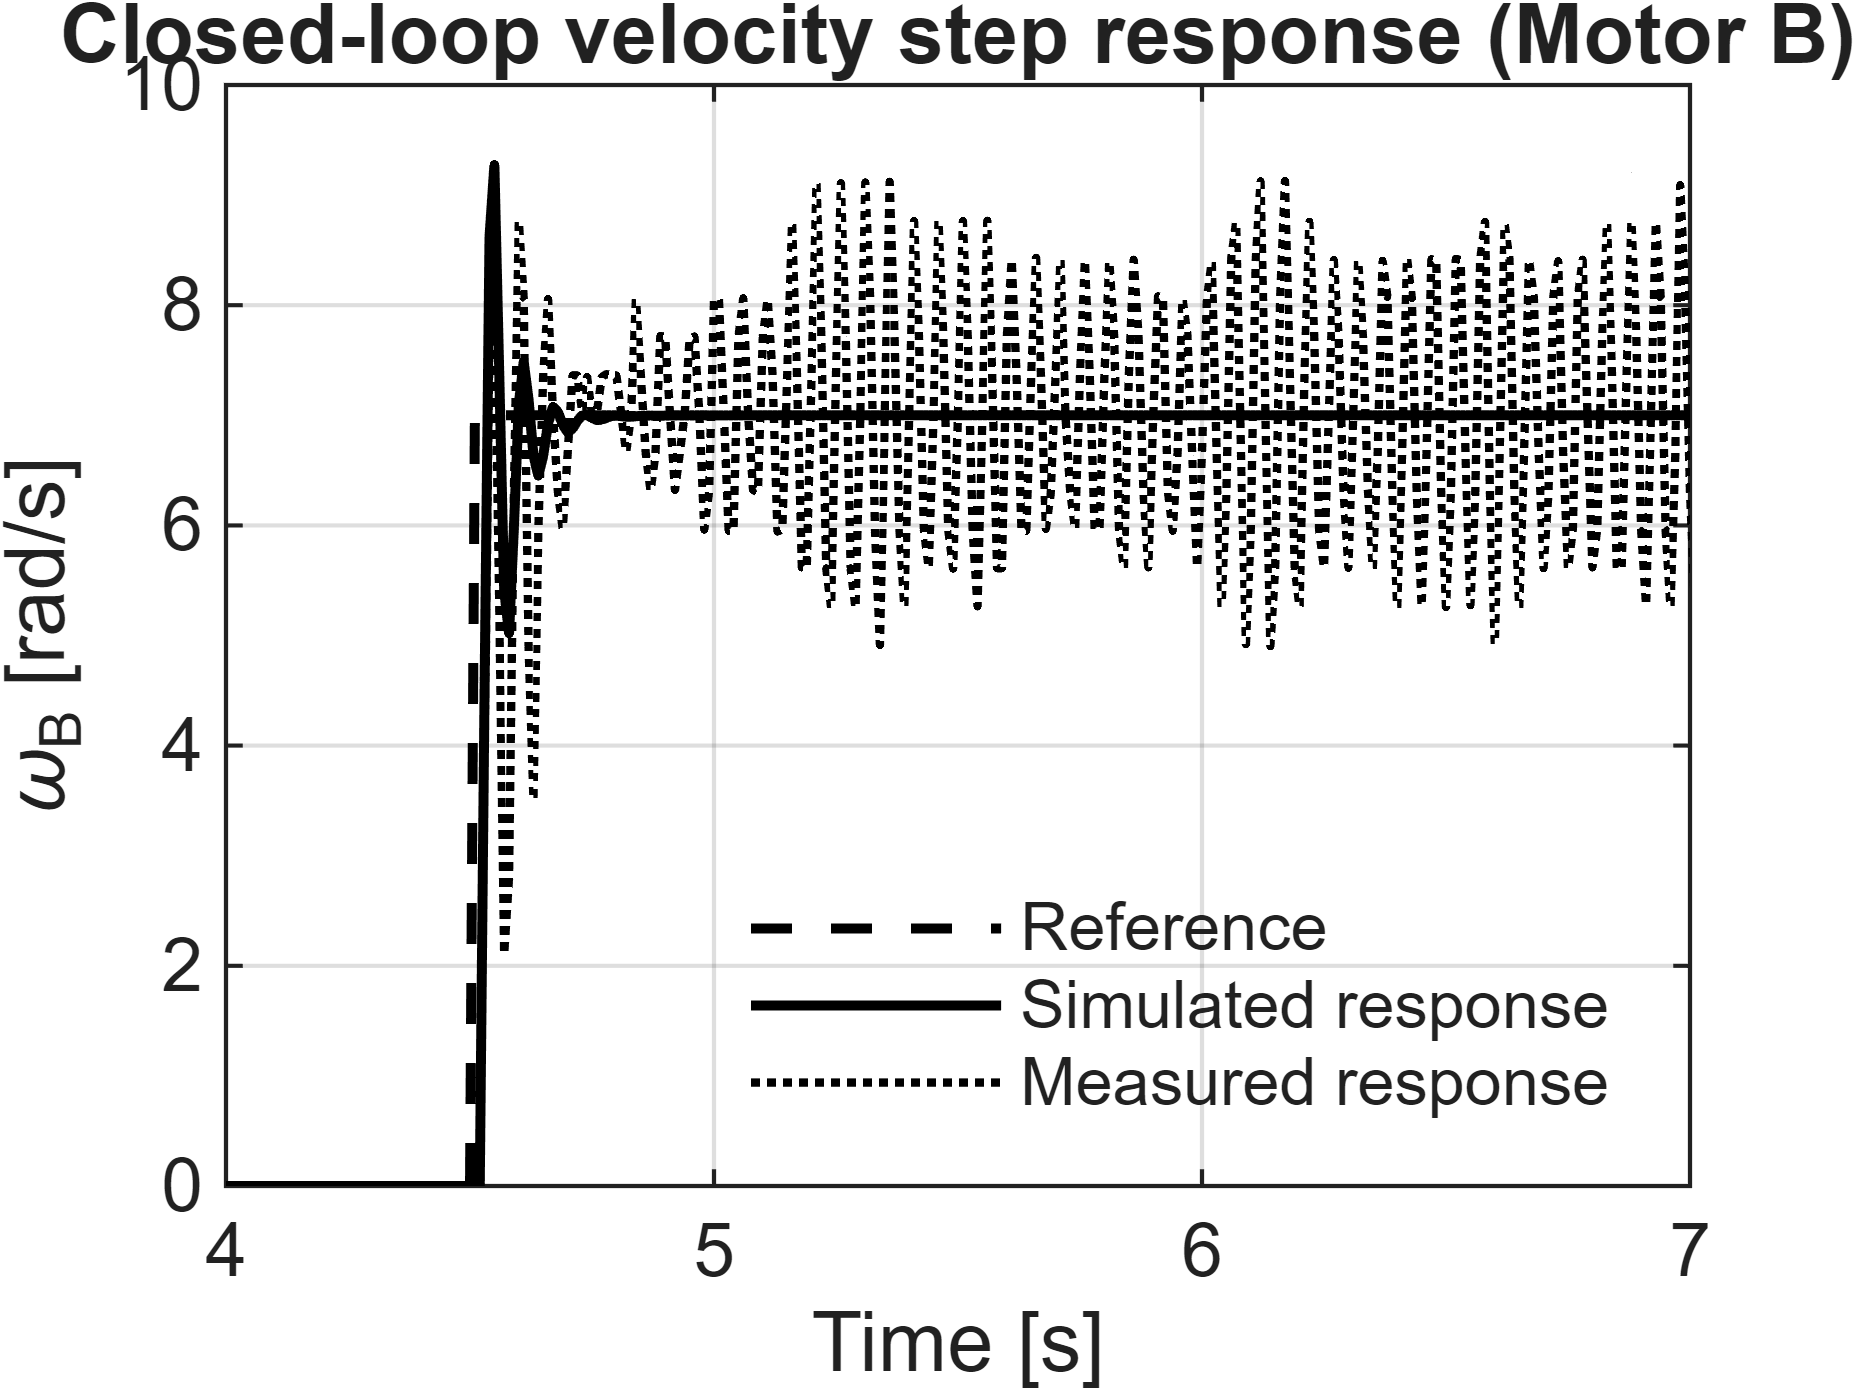 Closed-loop velocity step response (Motor B)
10
8
6
4
2
0
ω_B [rad/s]
Reference
Simulated response
Measured response
4 5 6 7
Time [s]